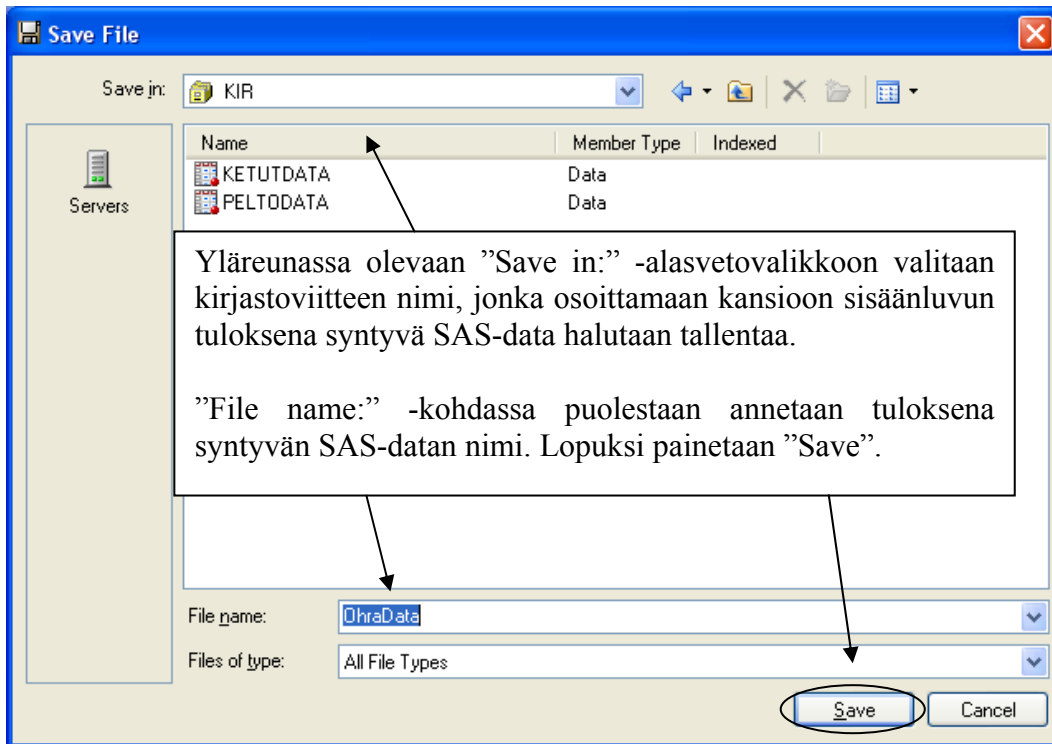 Save File
Save in: KIR
Name Member Type Indexed
KETUTDATA Data
PELTODATA Data
Servers
Yläreunassa olevaan ”Save in:” -alasvetovalikkoon valitaan
kirjastoviitteen nimi, jonka osoittamaan kansioon sisäänluvun
tuloksena syntyvä SAS-data halutaan tallentaa.
”File name:” -kohdassa puolestaan annetaan tuloksena
syntyvän SAS-datan nimi. Lopuksi painetaan ”Save”.
File name: OhraData
Files of type: All File Types
Save Cancel